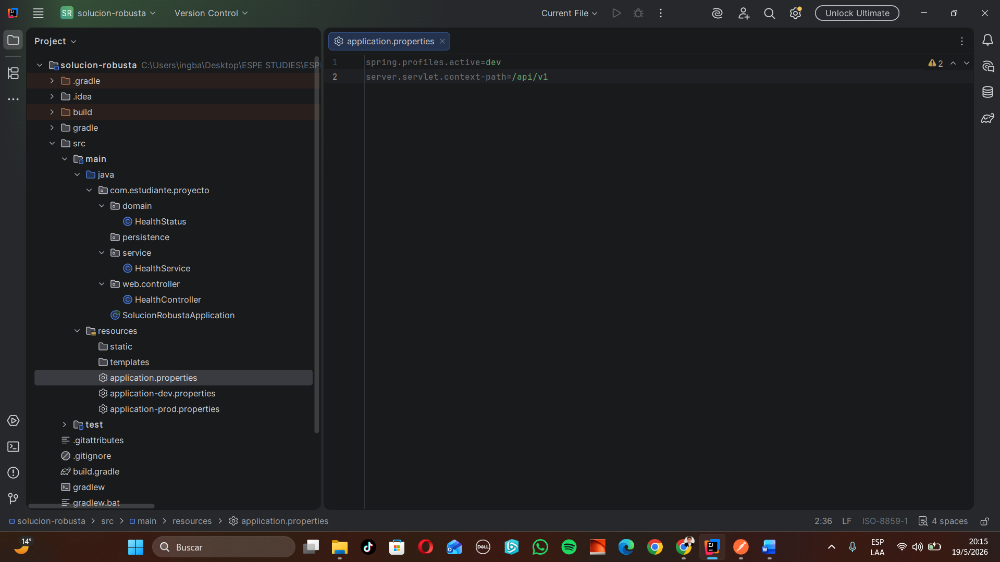 SR solucion-robusta
Version Control
Current File
Unlock Ultimate
Project
solucion-robusta C:\Users\ingba\Desktop\ESPE STUDIES\ESP
.gradle
.idea
build
gradle
src
main
java
com.estudiante.proyecto
domain
HealthStatus
persistence
service
HealthService
web.controller
HealthController
SolucionRobustaApplication
resources
static
templates
application.properties
application-dev.properties
application-prod.properties
test
.gitattributes
.gitignore
build.gradle
gradlew
gradlew.bat
application.properties
1 spring.profiles.active=dev
2 server.servlet.context-path=/api/v1
2
solucion-robusta > src > main > resources > application.properties
2:36 LF ISO-8859-1 4 spaces
14°
Buscar
DELL
ESP
LAA
20:15
19/5/2026